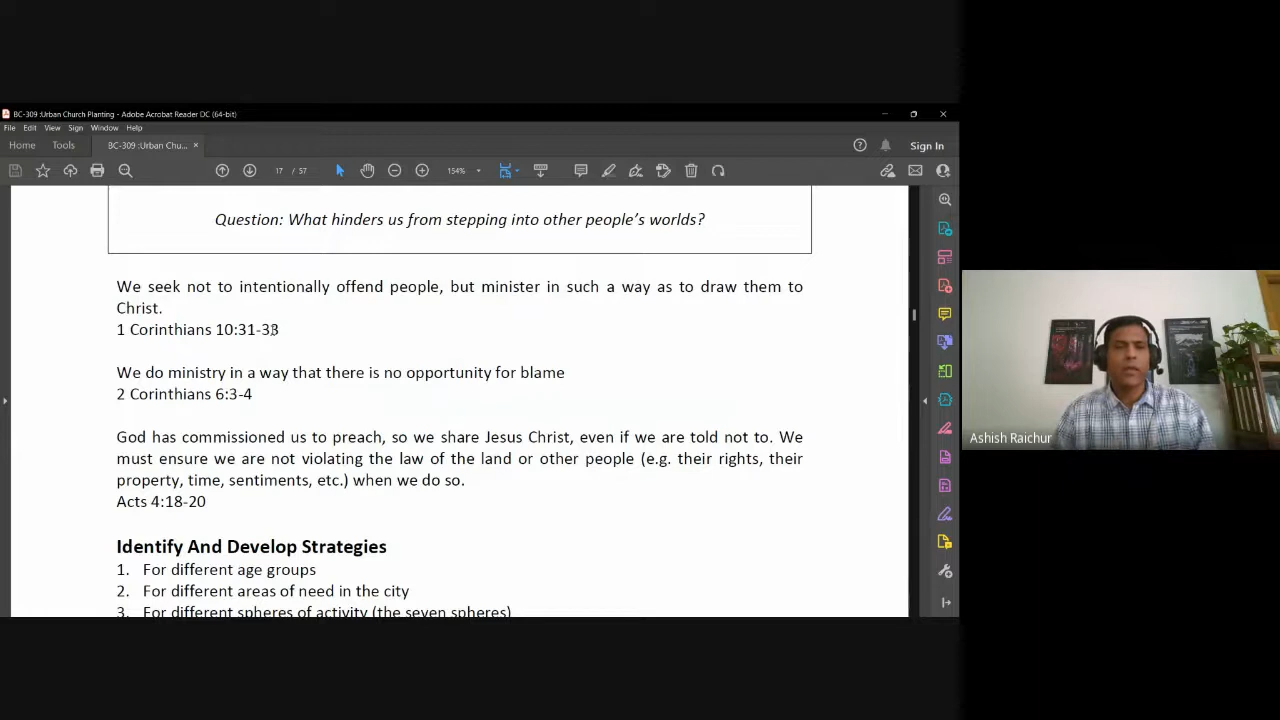 BC-309 :Urban Church Planting - Adobe Acrobat Reader DC (64-bit)
File Edit View Sign Window Help
Home Tools BC-309 :Urban Chu... × Sign In
17 / 57 154%
Question: What hinders us from stepping into other people's worlds?
We seek not to intentionally offend people, but minister in such a way as to draw them to
Christ.
1 Corinthians 10:31-33
We do ministry in a way that there is no opportunity for blame
2 Corinthians 6:3-4
God has commissioned us to preach, so we share Jesus Christ, even if we are told not to. We
must ensure we are not violating the law of the land or other people (e.g. their rights, their
property, time, sentiments, etc.) when we do so.
Acts 4:18-20
Identify And Develop Strategies
1. For different age groups
2. For different areas of need in the city
3. For different spheres of activity (the seven spheres)
Ashish Raichur